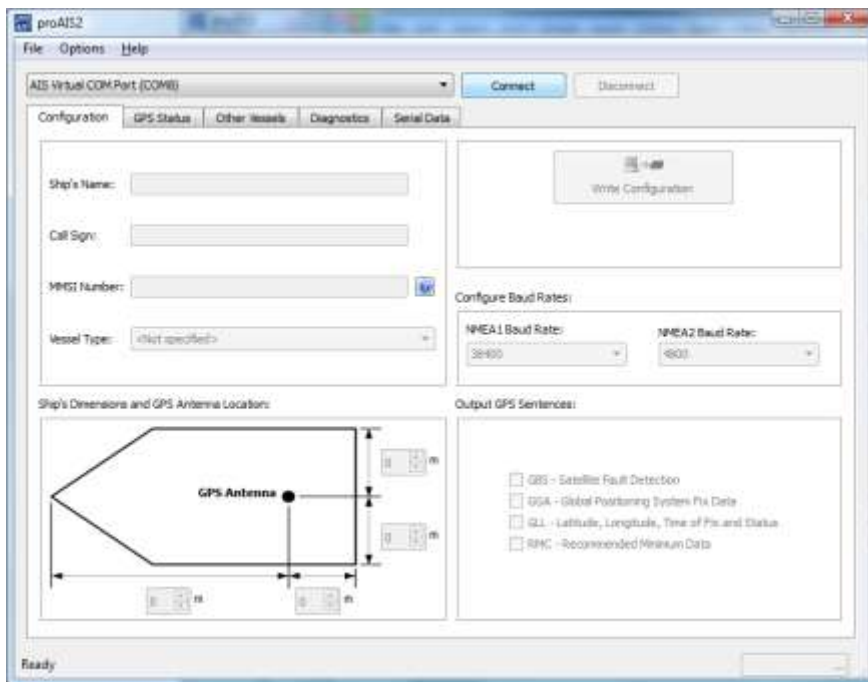 proAIS2
File Options Help
AIS Virtual COM Port (COM8)
Connect
Disconnect
Configuration
GPS Status
Other Vessels
Diagnostics
Serial Data
Ship's Name:
Call Sign:
MMSI Number:
Vessel Type:
<Not specified>
Write Configuration
Configure Baud Rates:
NMEA1 Baud Rate:
NMEA2 Baud Rate:
38400
4800
Ship's Dimensions and GPS Antenna Location:
GPS Antenna
0 m
0 m
0 m
0 m
Output GPS Sentences:
GBS - Satellite Fault Detection
GGA - Global Positioning System Fix Data
GLL - Latitude, Longitude, Time of Fix and Status
RMC - Recommended Minimum Data
Ready